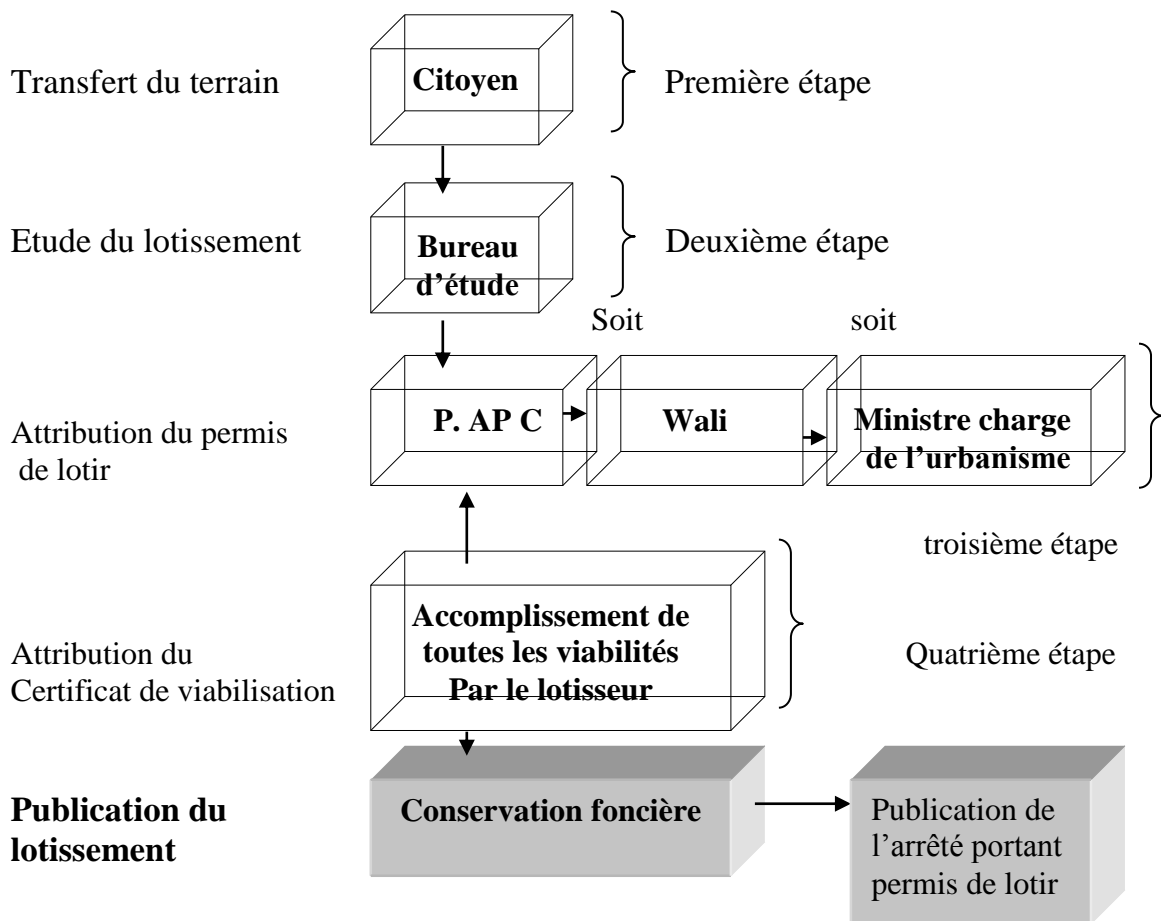 Transfert du terrain
Citoyen
Première étape
Etude du lotissement
Bureau
d’étude
Deuxième étape
Soit
soit
Attribution du permis
de lotir
P. AP C
Wali
Ministre charge
de l’urbanisme
troisième étape
Attribution du
Certificat de viabilisation
Accomplissement de
toutes les viabilités
Par le lotisseur
Quatrième étape
Publication du
lotissement
Conservation foncière
Publication de
l’arrêté portant
permis de lotir